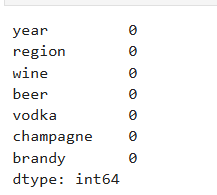 year 0
region 0
wine 0
beer 0
vodka 0
champagne 0
brandy 0
dtype: int64